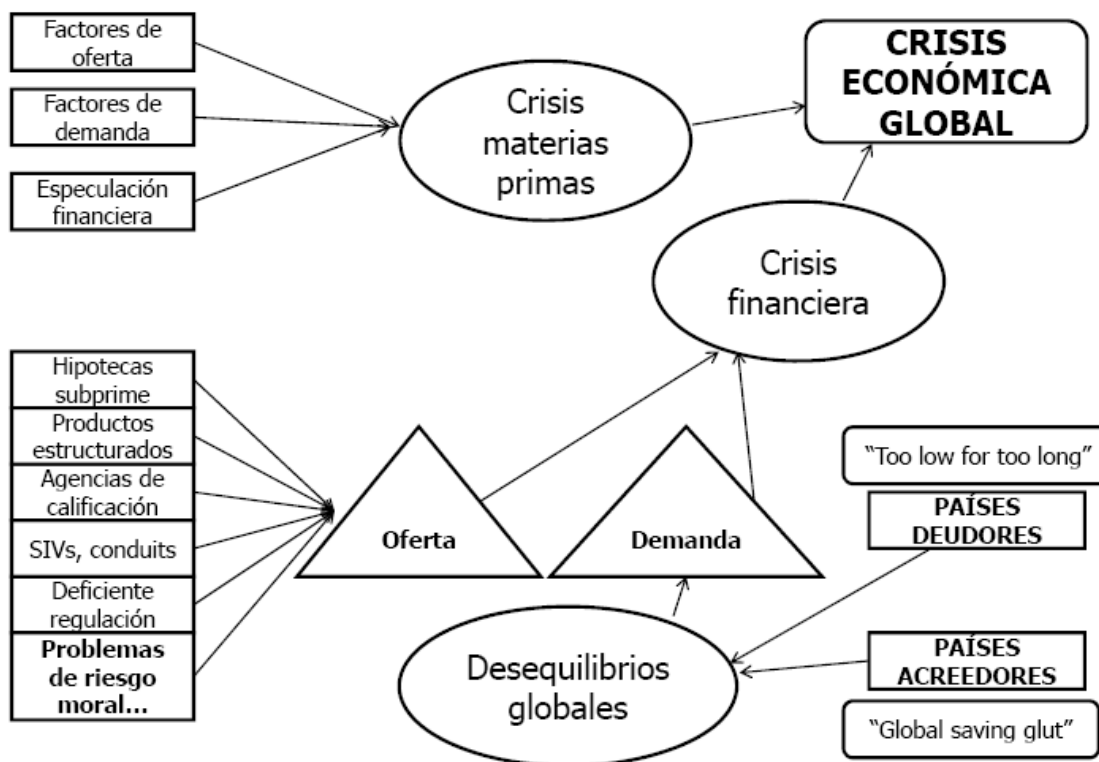 Factores de
oferta
Factores de
demanda
Especulación
financiera
Crisis
materias
primas
CRISIS
ECONÓMICA
GLOBAL
Crisis
financiera
Hipotecas
subprime
Productos
estructurados
Agencias de
calificación
SIVs, conduits
Deficiente
regulación
Problemas
de riesgo
moral...
Oferta
Demanda
Desequilibrios
globales
“Too low for too long”
PAÍSES
DEUDORES
PAÍSES
ACREEDORES
“Global saving glut”